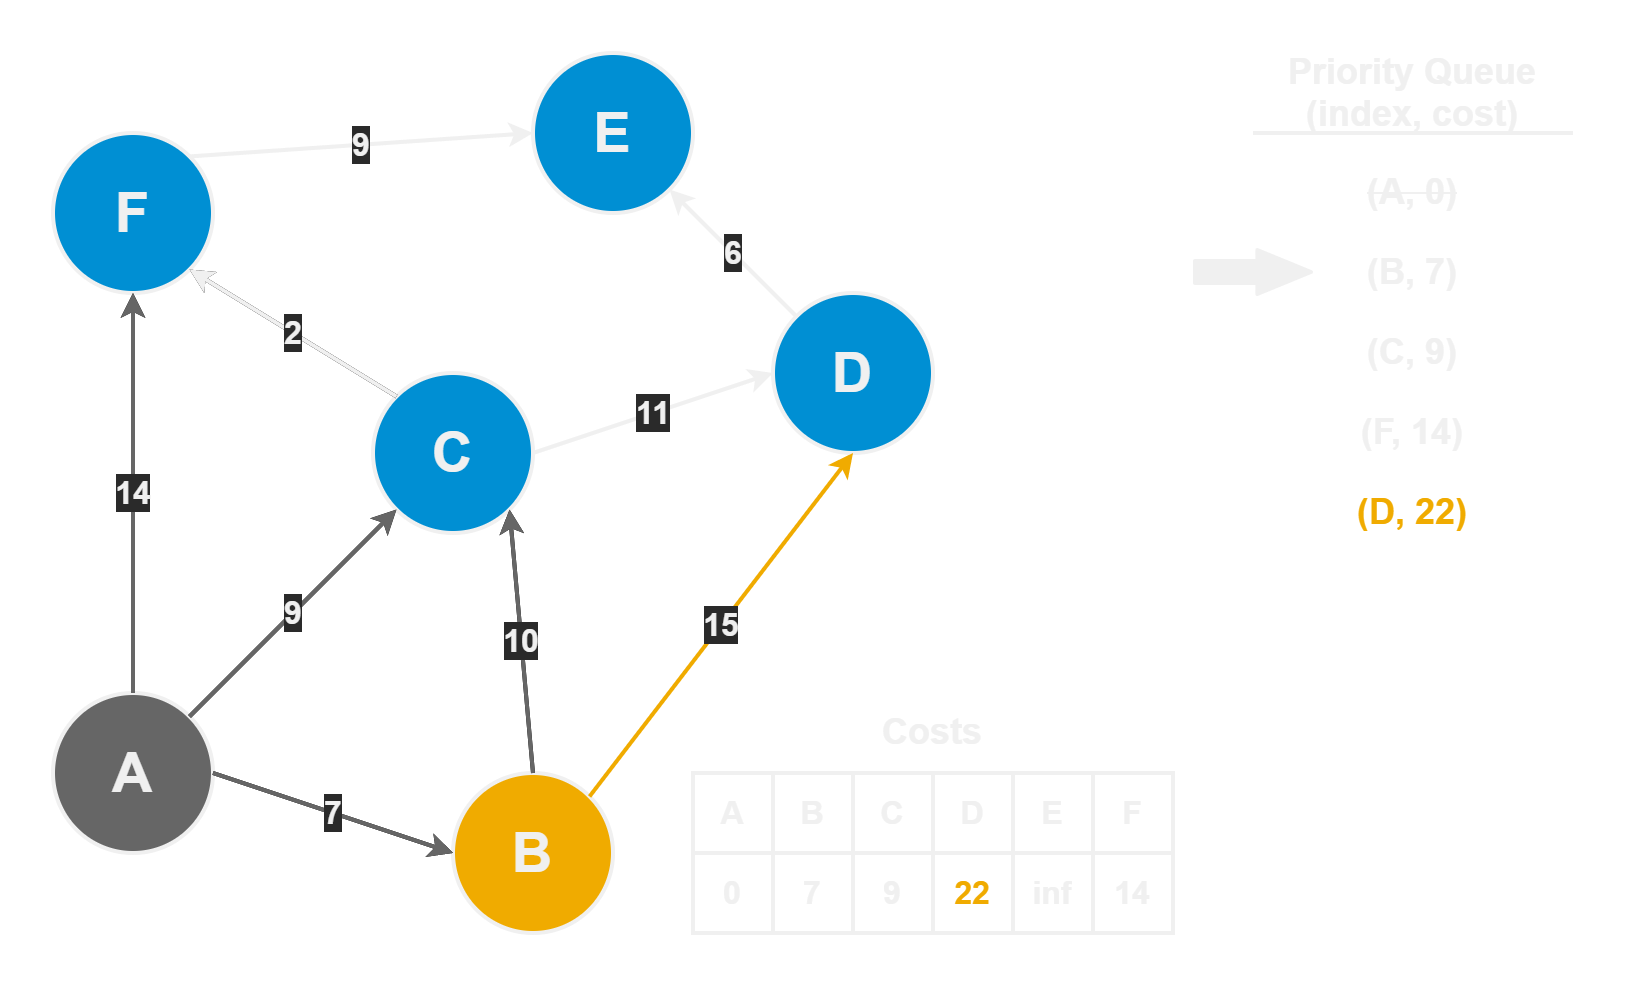 E
9
F
6
2
D
11
C
14
9
10
15
A
7
B
Priority Queue
(index, cost)
(A, 0)
(B, 7)
(C, 9)
(F, 14)
(D, 22)
Costs
A B C D E F
0 7 9 22 inf 14